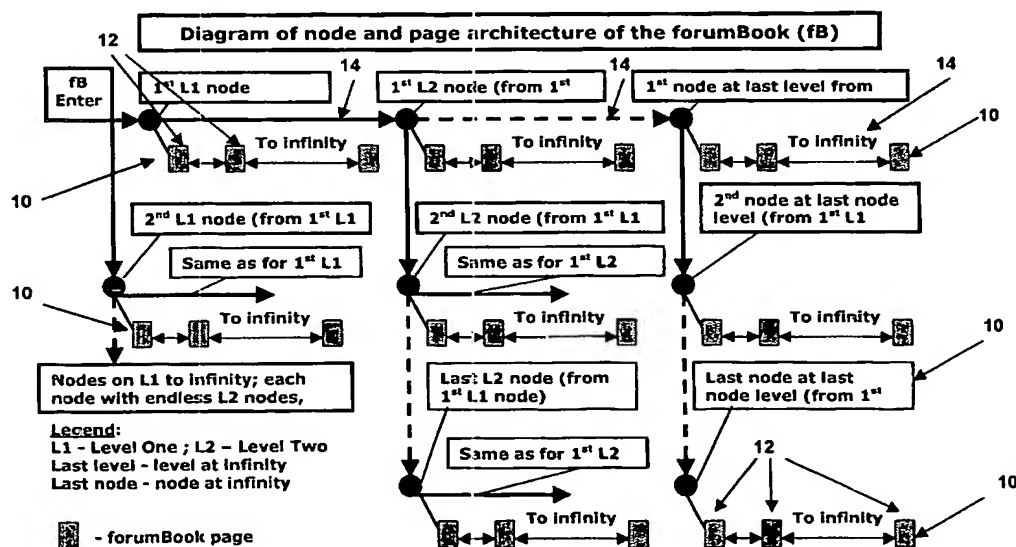 Diagram of node and page architecture of the forumBook (fB)
12
fB
Enter
1st L1 node
14
1st L2 node (from 1st
14
1st node at last level from
14
10
To infinity
To infinity
To infinity
10
2nd L1 node (from 1st L1
2nd L2 node (from 1st L1
2nd node at last node
level (from 1st L1
Same as for 1st L1
Same as for 1st L2
10
To infinity
To infinity
To infinity
10
Nodes on L1 to infinity; each
node with endless L2 nodes,
Last L2 node (from
1st L1 node)
Last node at last
node level (from 1st
Legend:
L1 - Level One ; L2 – Level Two
Last level - level at infinity
Last node - node at infinity
Same as for 1st L2
12
10
To infinity
To infinity
- forumBook page